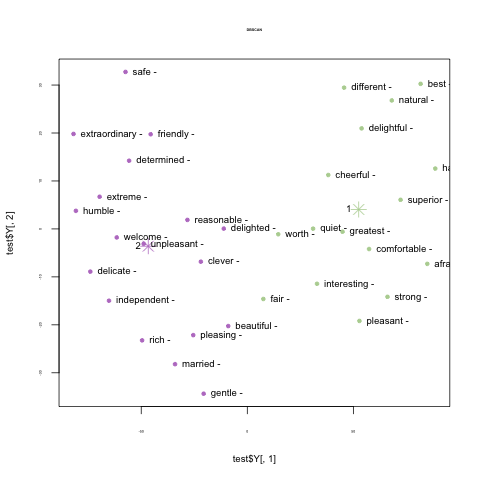 DBSCAN
safe -
best -
different -
natural -
delightful -
extraordinary -
friendly -
determined -
cheerful -
extreme -
superior -
humble -
reasonable -
delighted -
quiet -
greatest -
worth -
welcome -
unpleasant -
comfortable -
clever -
delicate -
interesting -
independent -
fair -
strong -
pleasant -
beautiful -
pleasing -
rich -
married -
gentle -
1
2
test$Y[, 1]
test$Y[, 2]